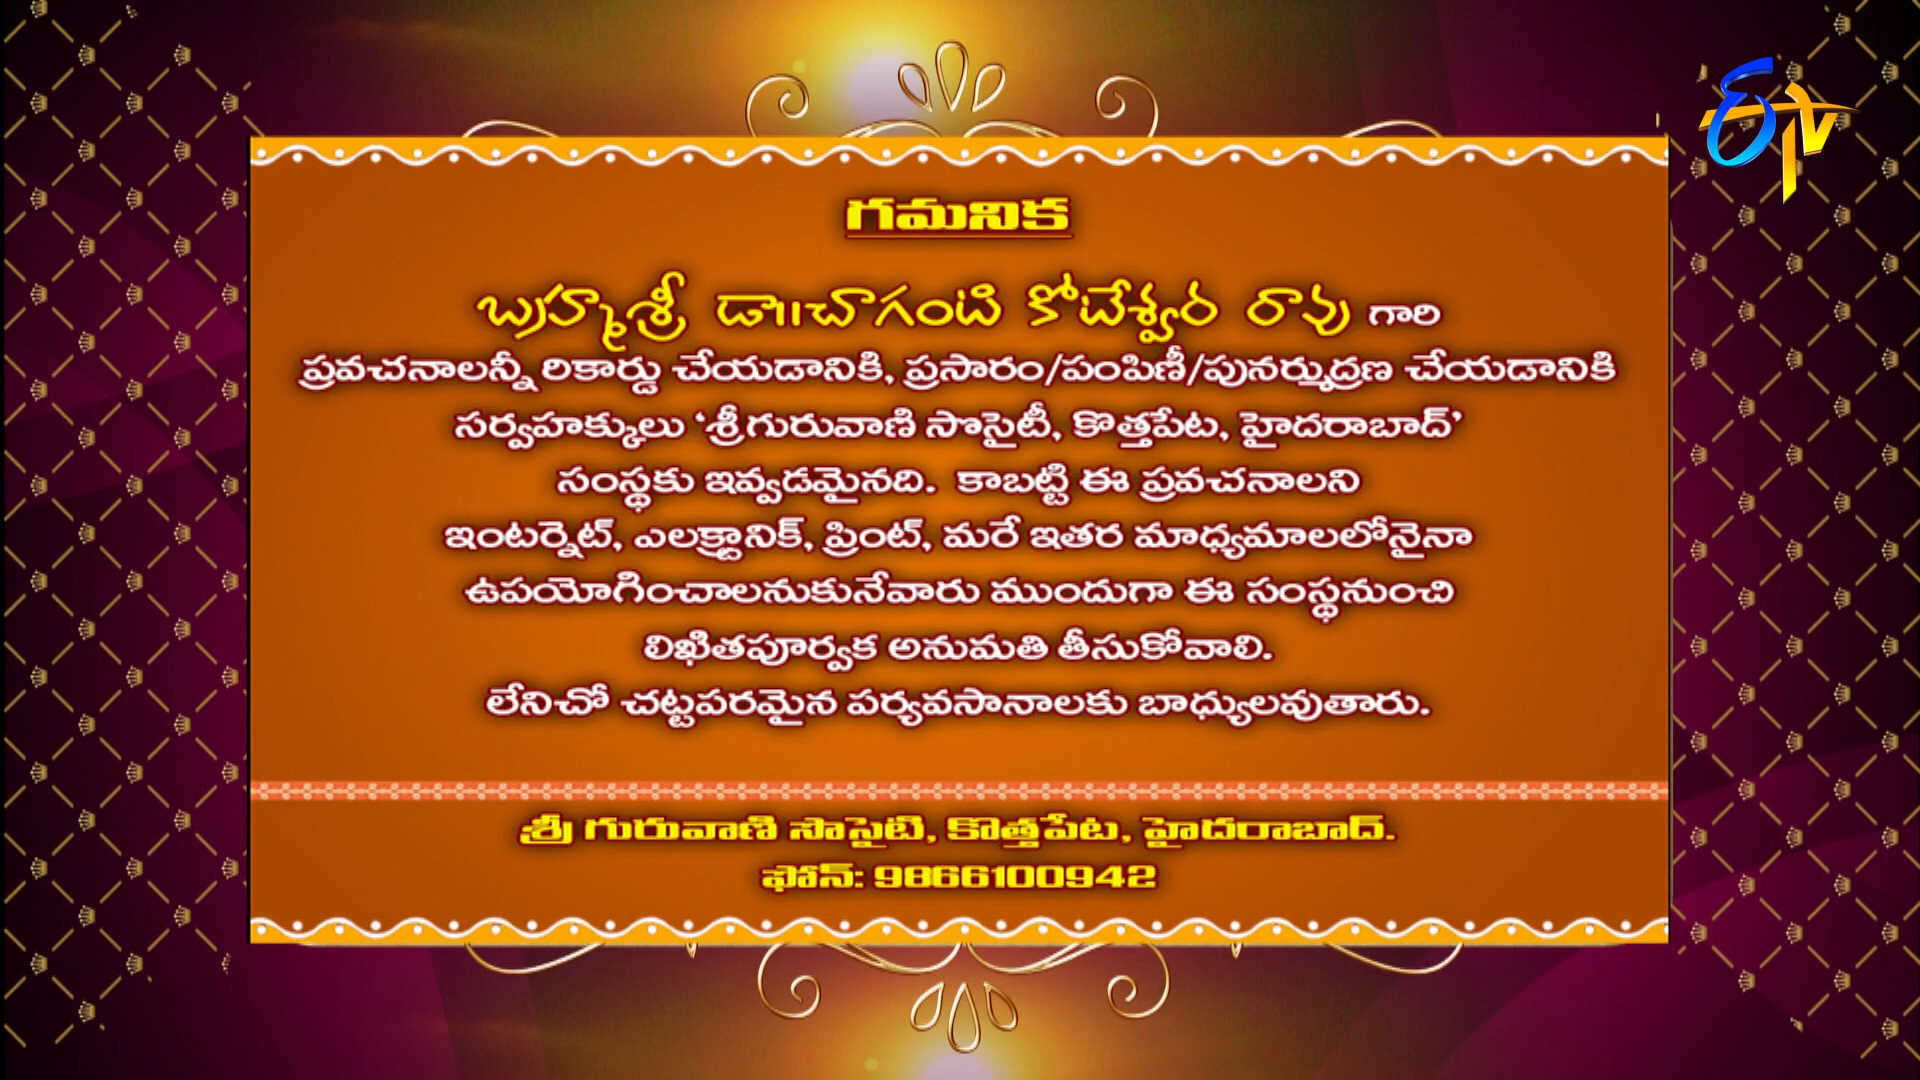 ఈTV
గమనిక
బ్రహ్మశ్రీ డా॥చాగంటి కోటేశ్వర రావు గారి
ప్రవచనాలన్నీ రికార్డు చేయడానికి, ప్రసారం/పంపిణీ/పునర్ముద్రణ చేయడానికి
సర్వహక్కులు ‘శ్రీగురువాణి సొసైటీ, కొత్తపేట, హైదరాబాద్’
సంస్థకు ఇవ్వడమైనది. కాబట్టి ఈ ప్రవచనాలని
ఇంటర్నెట్, ఎలక్ట్రానిక్, ప్రింట్, మరే ఇతర మాధ్యమాలలోనైనా
ఉపయోగించాలనుకునేవారు ముందుగా ఈ సంస్థనుంచి
లిఖితపూర్వక అనుమతి తీసుకోవాలి.
లేనిచో చట్టపరమైన పర్యవసానాలకు బాధ్యులవుతారు.
శ్రీ గురువాణి సొసైటి, కొత్తపేట, హైదరాబాద్.
ఫోన్: 9866100942